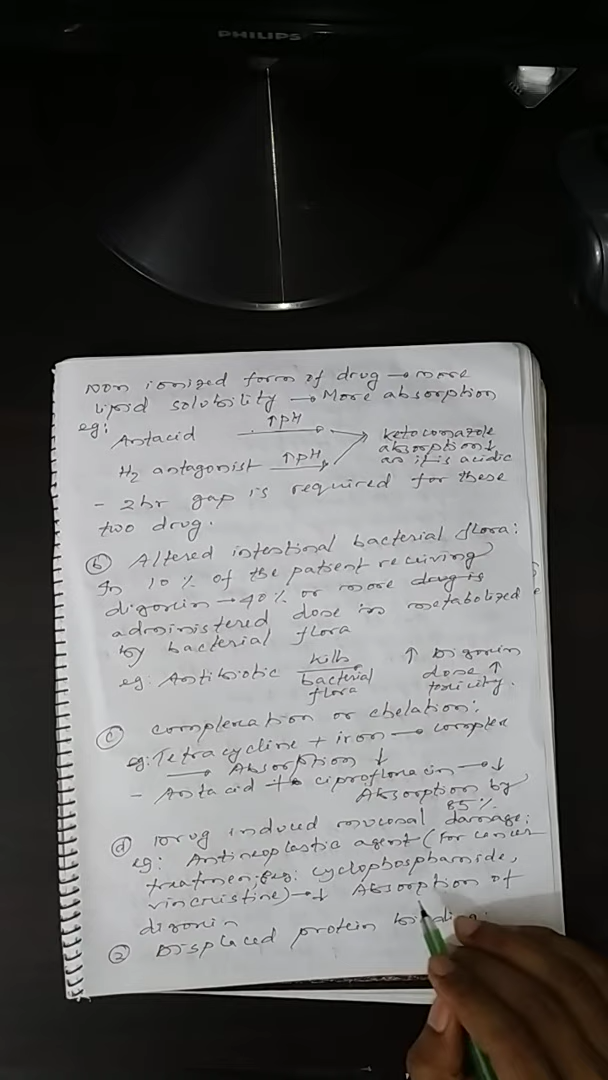 PHILIPS
Non ionized form of drug → more
lipid solubility → More absorption
eg:
Antacid ↑PH → ketoconazole
absorption ↓
H2 antagonist ↑PH → as it is acidic
- 2hr gap is required for these
two drug.
(b) Altered intestinal bacterial flora:
In 10% of the patient reciving
digoxin → 40% or more drug is
administered dose is metabolized
by bacterial flora
eg: Antibiotic kills bacterial flora ↑ Digoxin
dose ↑
toxicity.
(c) complexation or chelation:
eg: Tetracycline + iron → complex
→ Absorption ↓
- Antacid + ciprofloxacin → ↓
Absorption by
85%
(d) Drug induced mucosal damage:
eg: Antineoplastic agent (for cancer
treatmen; eg: cyclophosphamide,
vincristine) → ↓ Absorption of
digoxin
(2) Displaced protein binding: